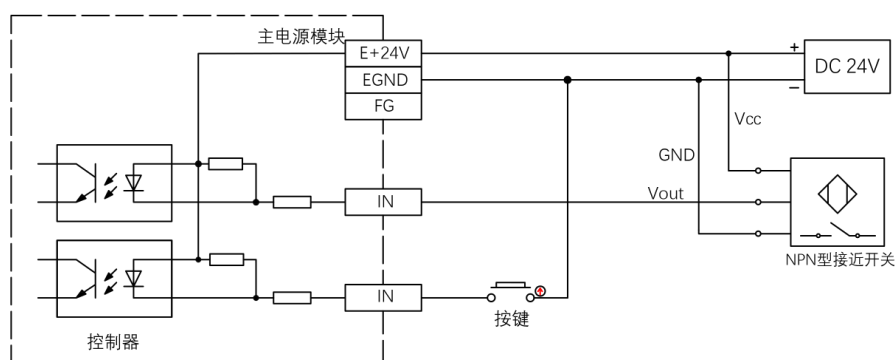 主电源模块
E+24V
EGND
FG
+
DC 24V
−
Vcc
GND
Vout
IN
NPN型接近开关
IN
按键
控制器